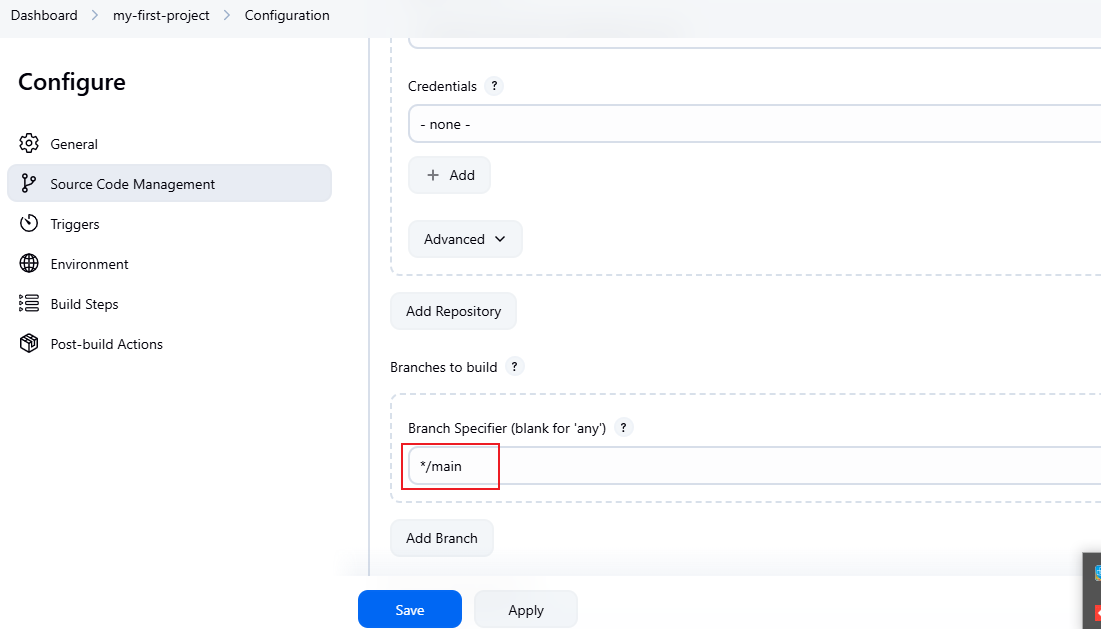 Dashboard > my-first-project > Configuration
Configure
General
Source Code Management
Triggers
Environment
Build Steps
Post-build Actions
Credentials ?
- none -
+ Add
Advanced
Add Repository
Branches to build ?
Branch Specifier (blank for 'any') ?
*/main
Add Branch
Save
Apply